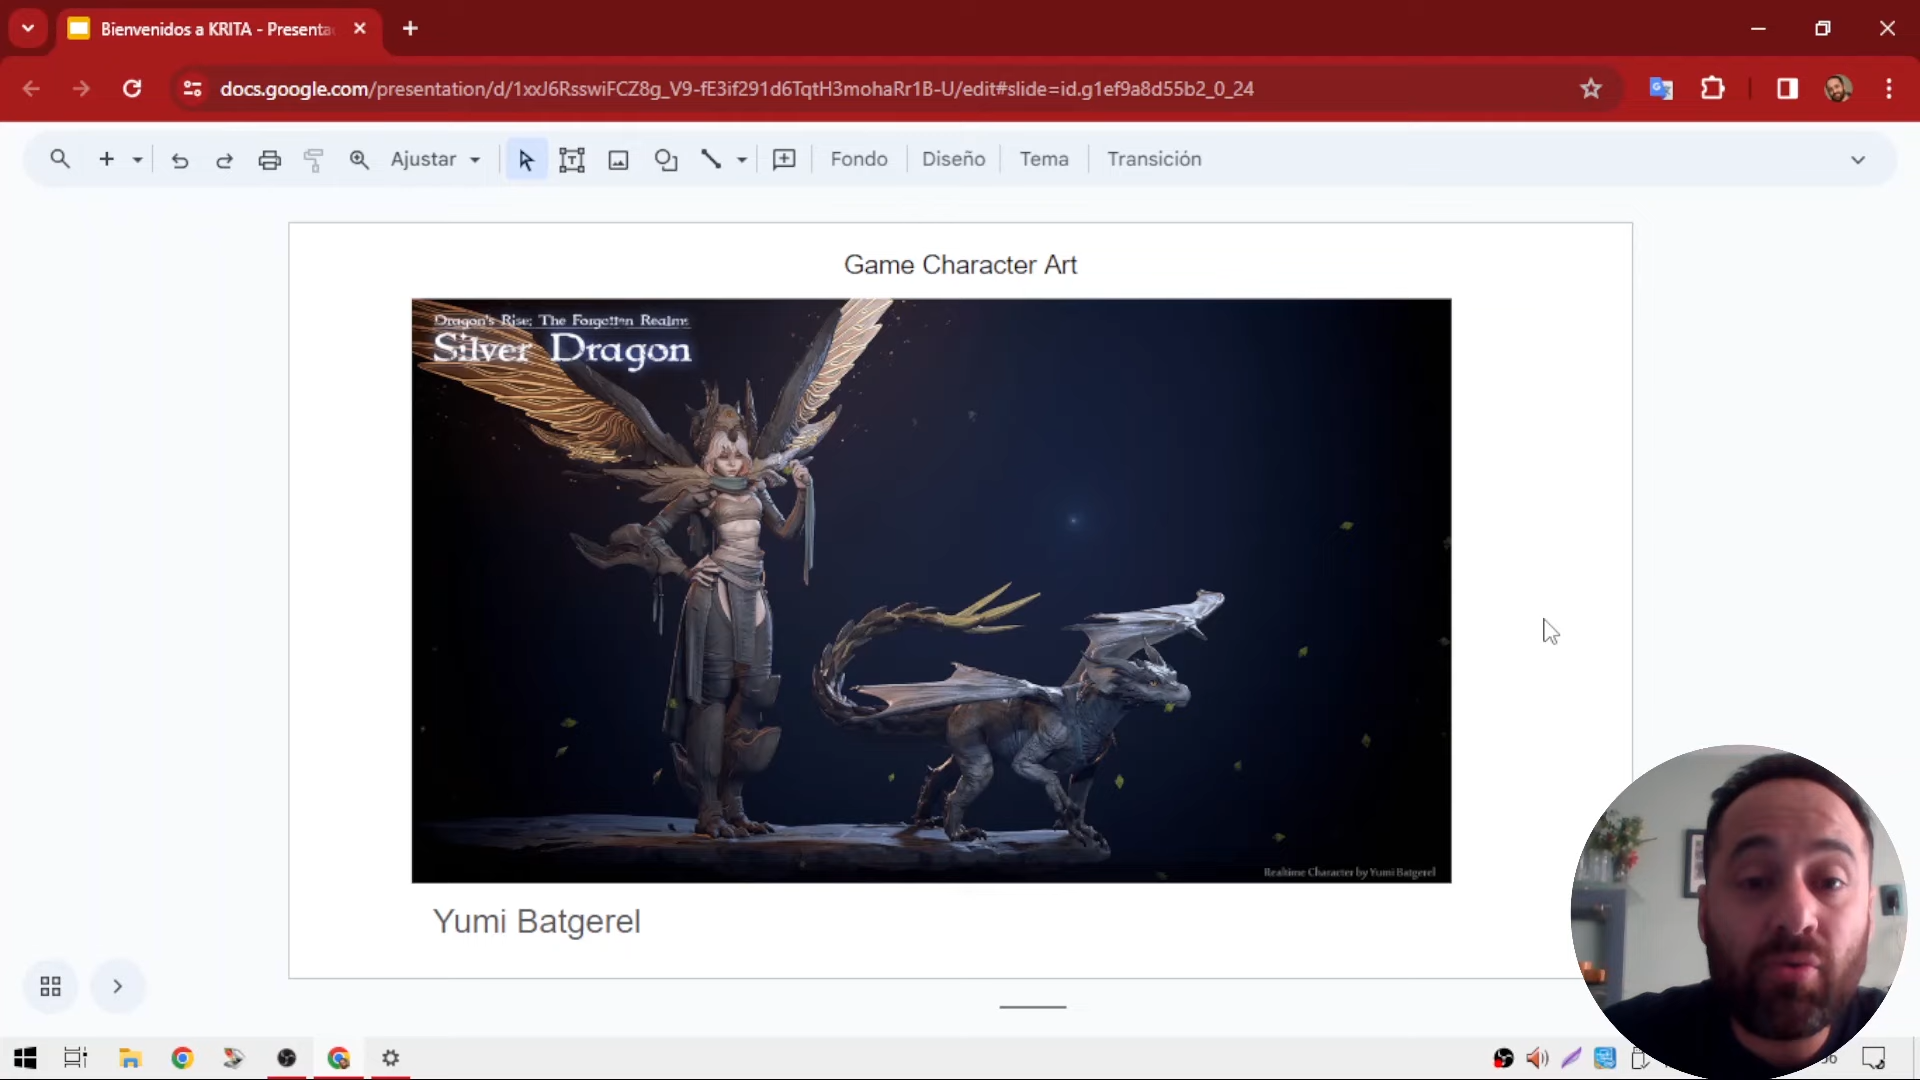 Bienvenidos a KRITA - Presenta
docs.google.com/presentation/d/1xxJ6RsswiFCZ8g_V9-fE3if291d6TqtH3mohaRr1B-U/edit#slide=id.g1ef9a8d55b2_0_24
Ajustar
Fondo
Diseño
Tema
Transición
Game Character Art
Dragon's Rise: The Forgotten Realms
Silver Dragon
Realtime Character by Yumi Batgerel
Yumi Batgerel